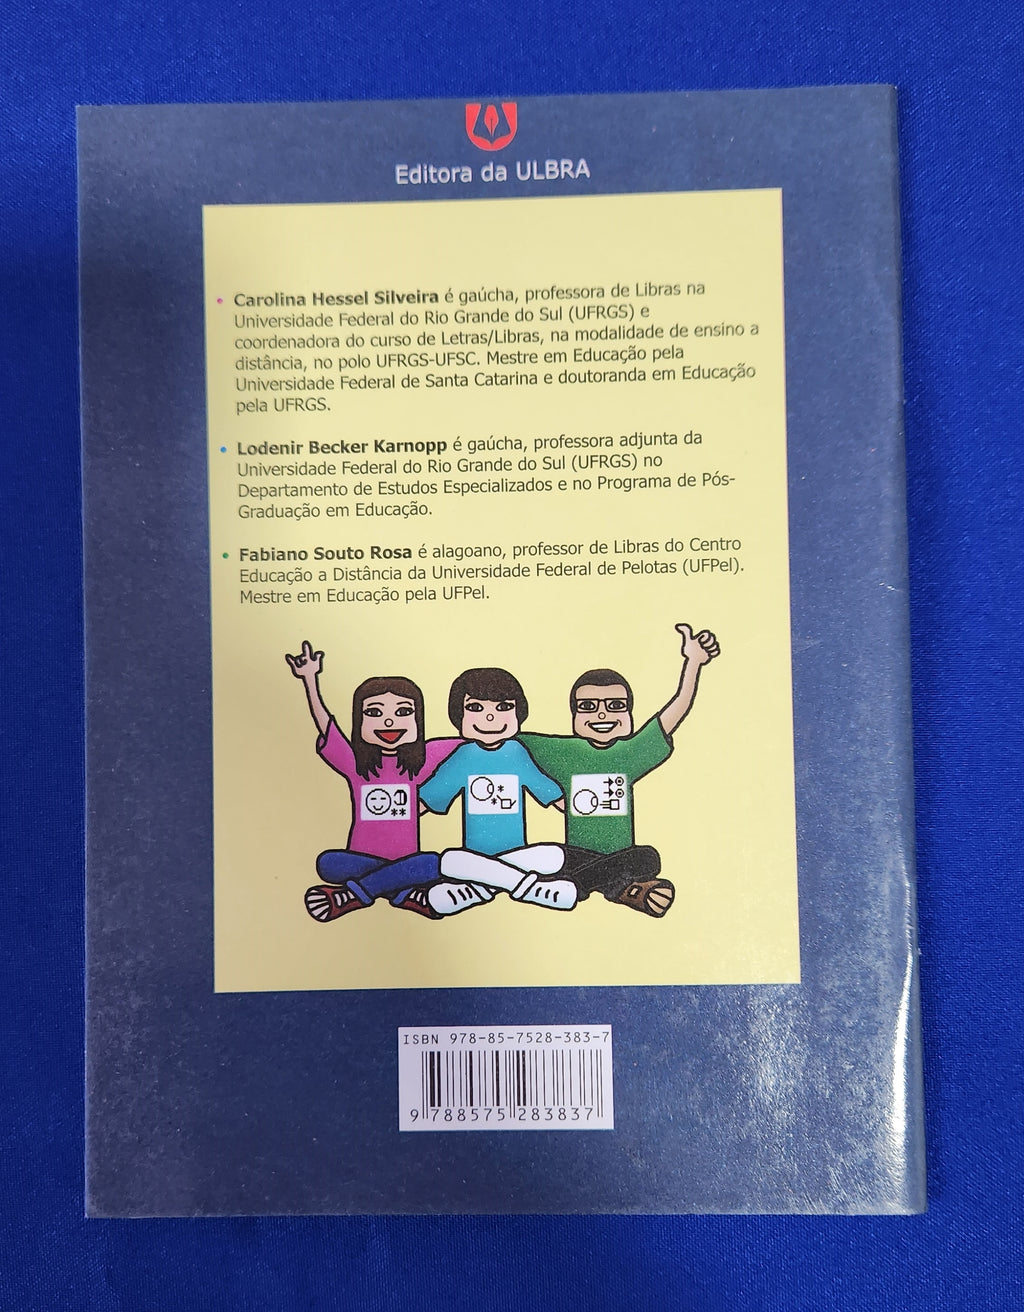 Editora da ULBRA
• Carolina Hessel Silveira é gaúcha, professora de Libras na
Universidade Federal do Rio Grande do Sul (UFRGS) e
coordenadora do curso de Letras/Libras, na modalidade de ensino a
distância, no polo UFRGS-UFSC. Mestre em Educação pela
Universidade Federal de Santa Catarina e doutoranda em Educação
pela UFRGS.
• Lodenir Becker Karnopp é gaúcha, professora adjunta da
Universidade Federal do Rio Grande do Sul (UFRGS) no
Departamento de Estudos Especializados e no Programa de Pós-
Graduação em Educação.
• Fabiano Souto Rosa é alagoano, professor de Libras do Centro
Educação a Distância da Universidade Federal de Pelotas (UFPel).
Mestre em Educação pela UFPel.
ISBN 978-85-7528-383-7
9 788575 283837